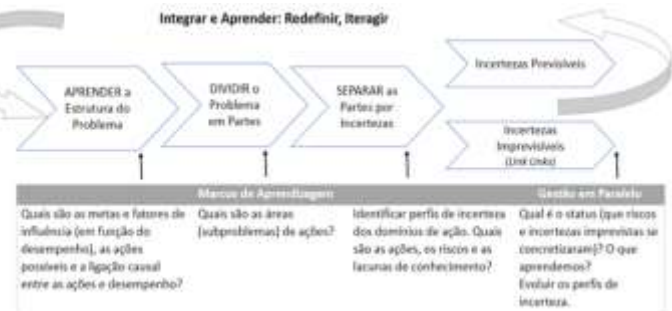 Integrar e Aprender: Redefinir, Iteragir
APRENDER a
Estrutura do
Problema
DIVIDIR o
Problema
em Partes
SEPARAR as
Partes por
Incertezas
Incertezas Previsíveis
Incertezas
Imprevisíveis
(Unk Unks)
Marcos de Aprendizagem
Gestão em Paralelo
Quais são as metas e fatores de
influência (em função do
desempenho), as ações
possíveis e a ligação causal
entre as ações e desempenho?
Quais são as áreas
(subproblemas) de ações?
Identificar perfis de incerteza
dos domínios de ação. Quais
são as ações, os riscos e as
lacunas de conhecimento?
Qual é o status (que riscos
e incertezas imprevistas se
concretizaram)? O que
aprendemos?
Evoluir os perfis de
incerteza.